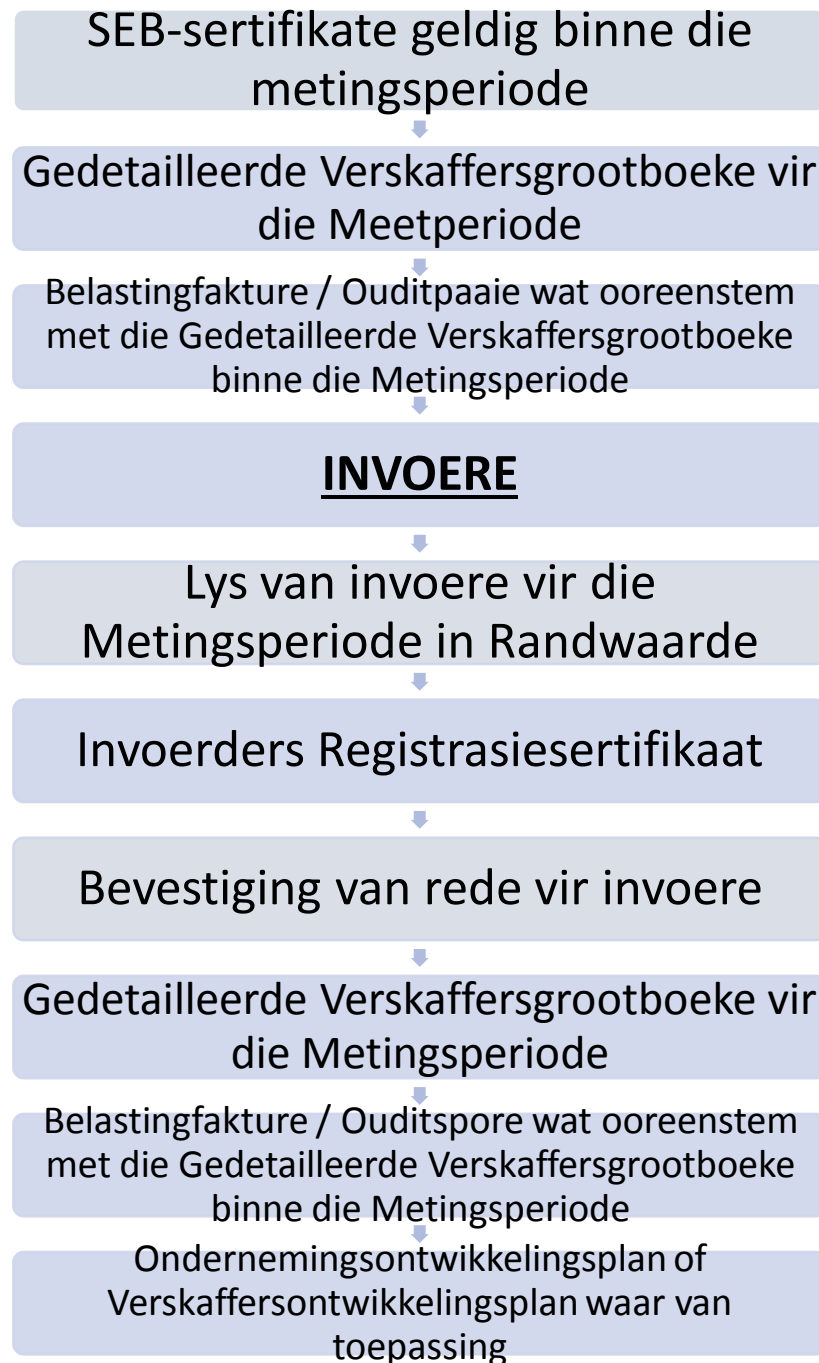 SEB-sertifikate geldig binne die
metingsperiode
Gedetailleerde Verskaffersgrootboeke vir
die Meetperiode
Belastingfakture / Ouditpaaie wat ooreenstem
met die Gedetailleerde Verskaffersgrootboeke
binne die Metingsperiode
INVOERE
Lys van invoere vir die
Metingsperiode in Randwaarde
Invoerders Registrasiesertifikaat
Bevestiging van rede vir invoere
Gedetailleerde Verskaffersgrootboeke vir
die Metingsperiode
Belastingfakture / Ouditspore wat ooreenstem
met die Gedetailleerde Verskaffersgrootboeke
binne die Metingsperiode
Ondernemingsontwikkelingsplan of
Verskaffersontwikkelingsplan waar van
toepassing